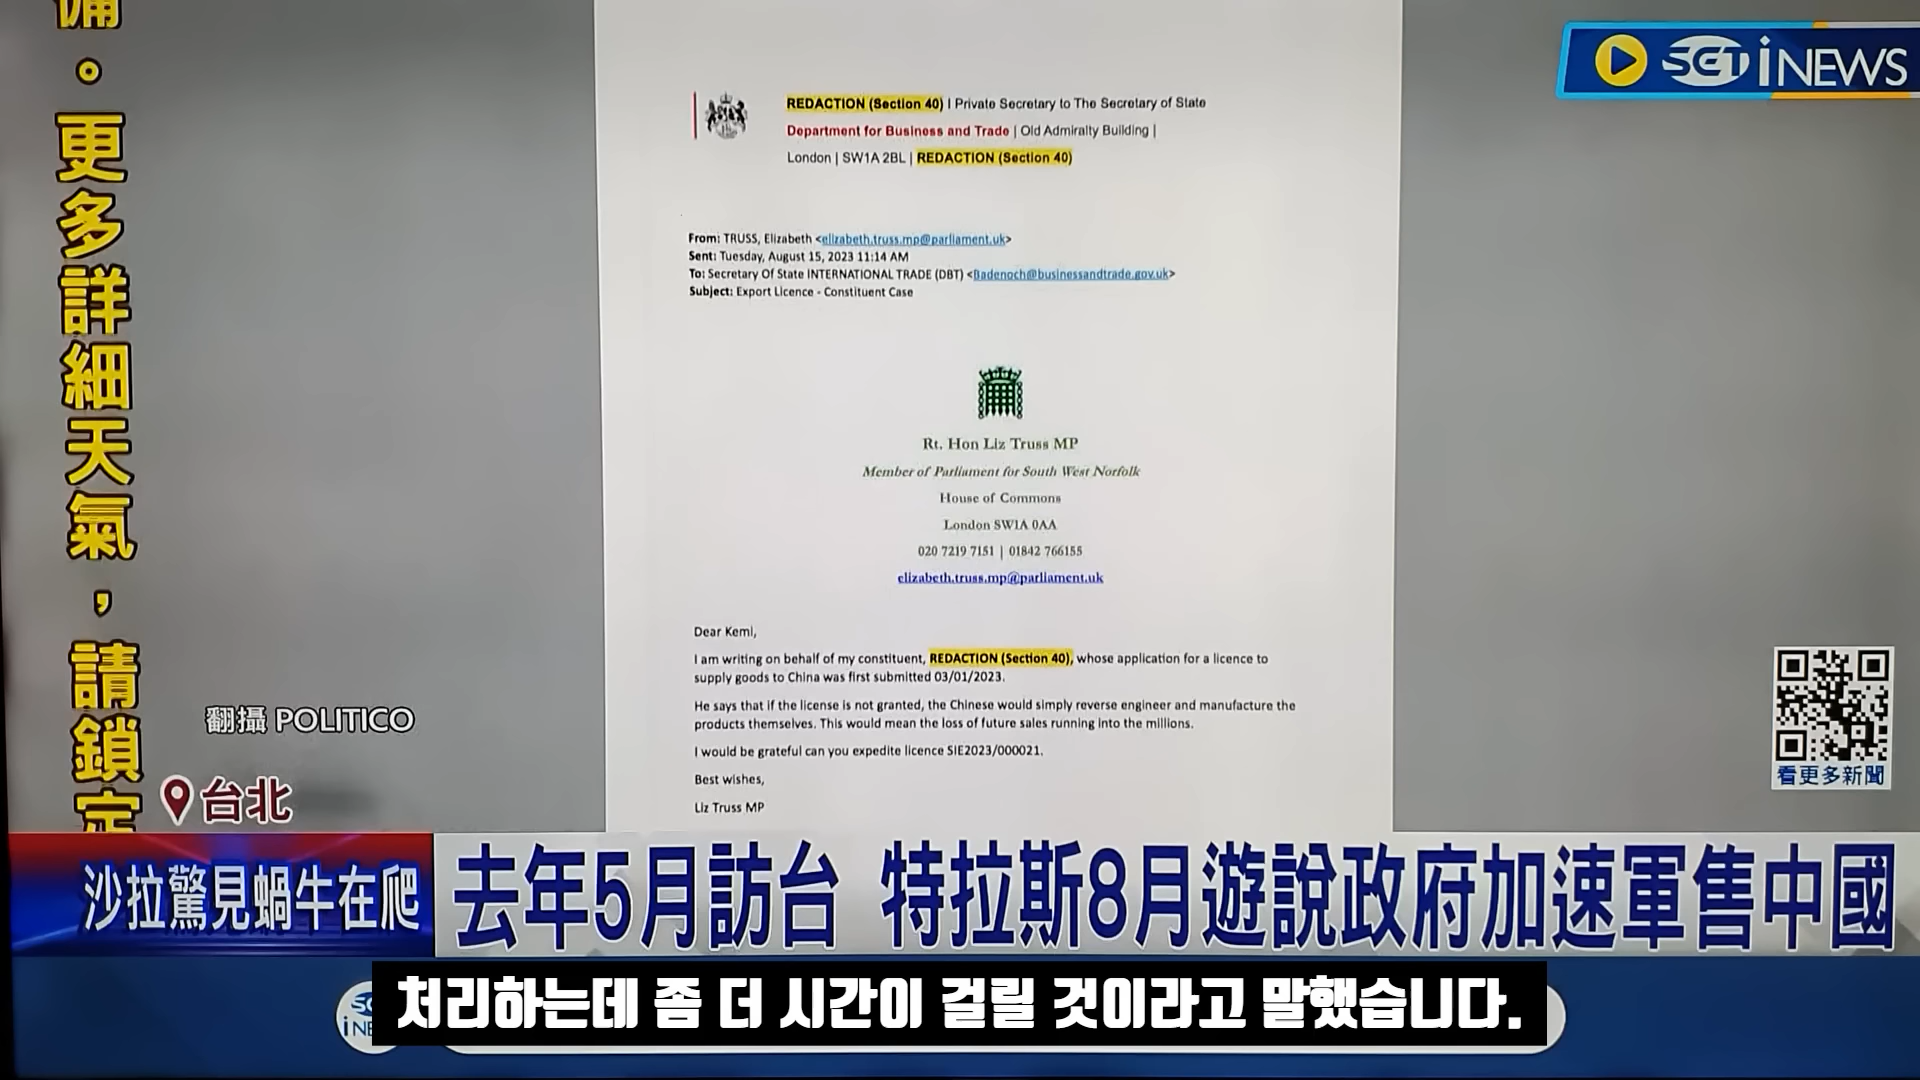 備。更多詳細天氣，請鎖定
SET iNEWS
REDACTION (Section 40) | Private Secretary to The Secretary of State
Department for Business and Trade | Old Admiralty Building |
London | SW1A 2BL | REDACTION (Section 40)
From: TRUSS, Elizabeth <elizabeth.truss.mp@parliament.uk>
Sent: Tuesday, August 15, 2023 11:14 AM
To: Secretary Of State INTERNATIONAL TRADE (DBT) <Badenoch@businessandtrade.gov.uk>
Subject: Export Licence - Constituent Case
Rt. Hon Liz Truss MP
Member of Parliament for South West Norfolk
House of Commons
London SW1A 0AA
020 7219 7151 | 01842 766155
elizabeth.truss.mp@parliament.uk
Dear Kemi,
I am writing on behalf of my constituent, REDACTION (Section 40), whose application for a licence to
supply goods to China was first submitted 03/01/2023.
He says that if the license is not granted, the Chinese would simply reverse engineer and manufacture the
products themselves. This would mean the loss of future sales running into the millions.
I would be grateful can you expedite licence SIE2023/000021.
Best wishes,
Liz Truss MP
翻攝 POLITICO
台北
看更多新聞
沙拉驚見蝸牛在爬
去年5月訪台 特拉斯8月遊說政府加速軍售中國
처리하는데 좀 더 시간이 걸릴 것이라고 말했습니다.